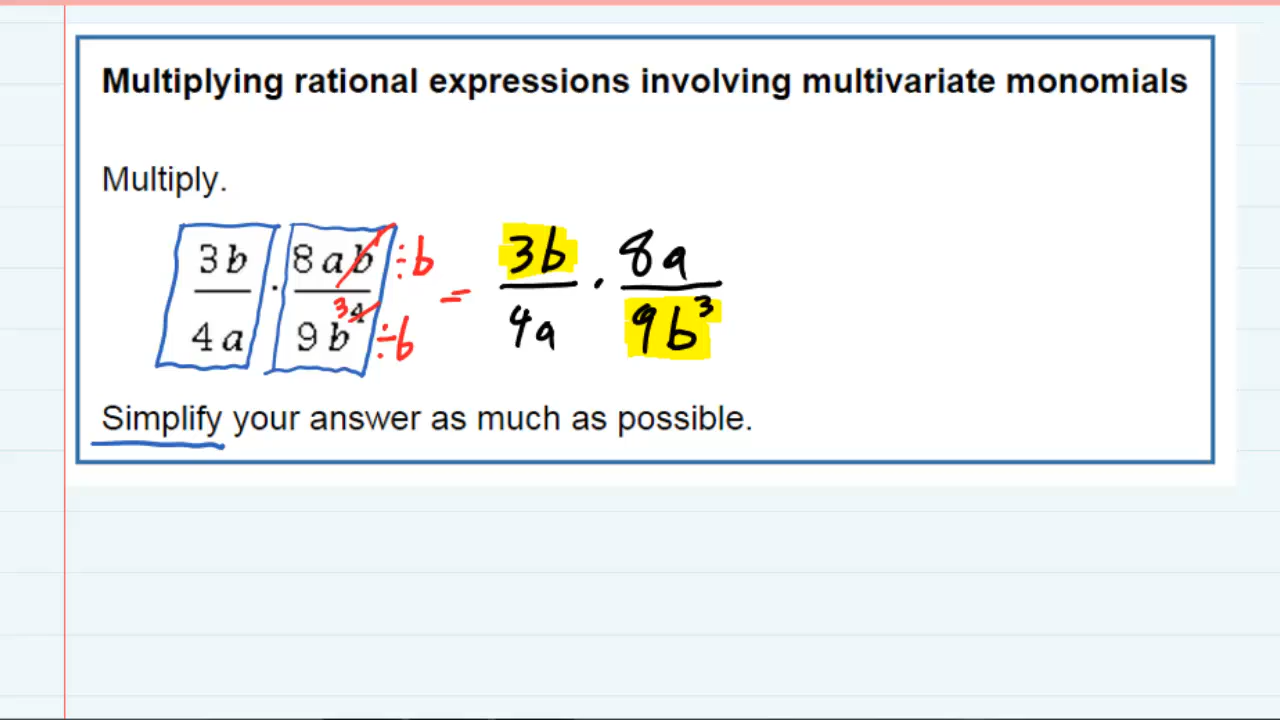 Multiplying rational expressions involving multivariate monomials
Multiply.
3b/4a · 8ab/9b⁴ ÷b ÷b 3 = 3b/4a · 8a/9b³
Simplify your answer as much as possible.